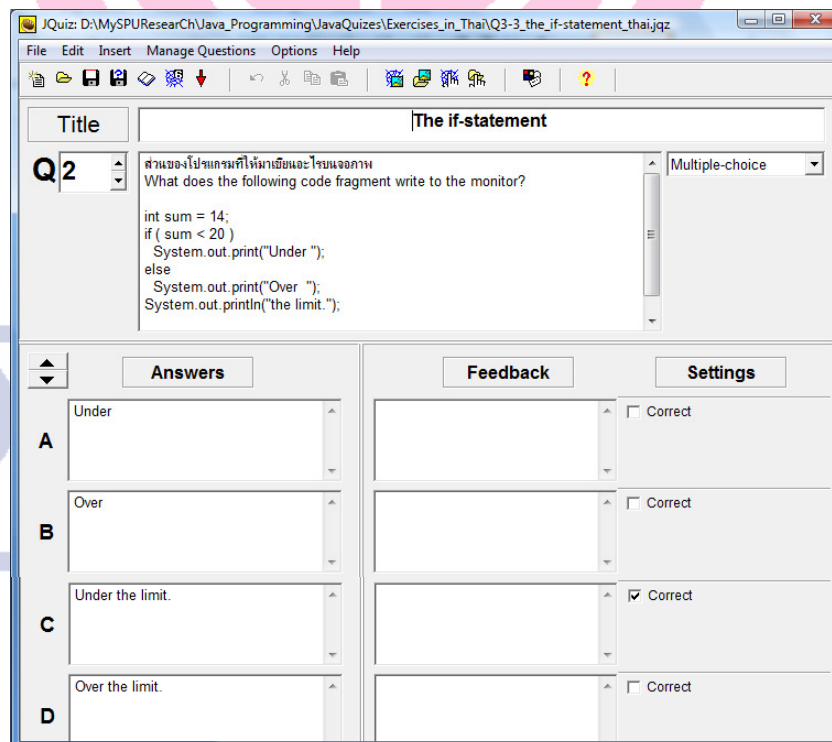 JQuiz: D:\MySPUResearCh\Java_Programming\JavaQuizes\Exercises_in_Thai\Q3-3_the_if-statement_thai.jqz
File Edit Insert Manage Questions Options Help
Title
The if-statement
Q 2
ส่วนของโปรแกรมที่ให้มาเขียนอะไรบนจอภาพ
What does the following code fragment write to the monitor?
Multiple-choice
int sum = 14;
if ( sum < 20 )
System.out.print("Under ");
else
System.out.print("Over  ");
System.out.println("the limit.");
Answers
Feedback
Settings
A
Under
Correct
B
Over
Correct
C
Under the limit.
Correct
D
Over the limit.
Correct